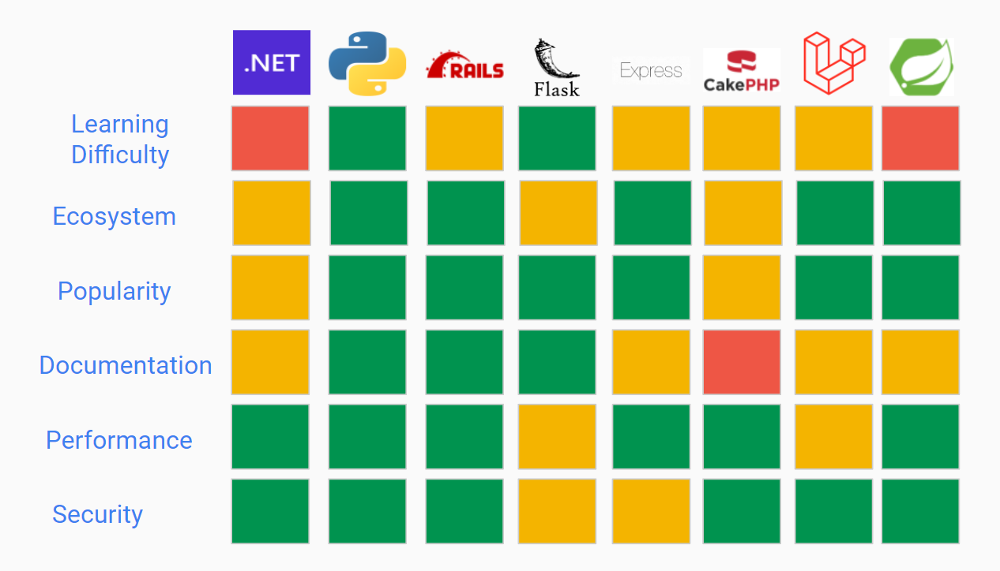 .NET
RAILS
Flask
Express
CakePHP
Learning
Difficulty
Ecosystem
Popularity
Documentation
Performance
Security